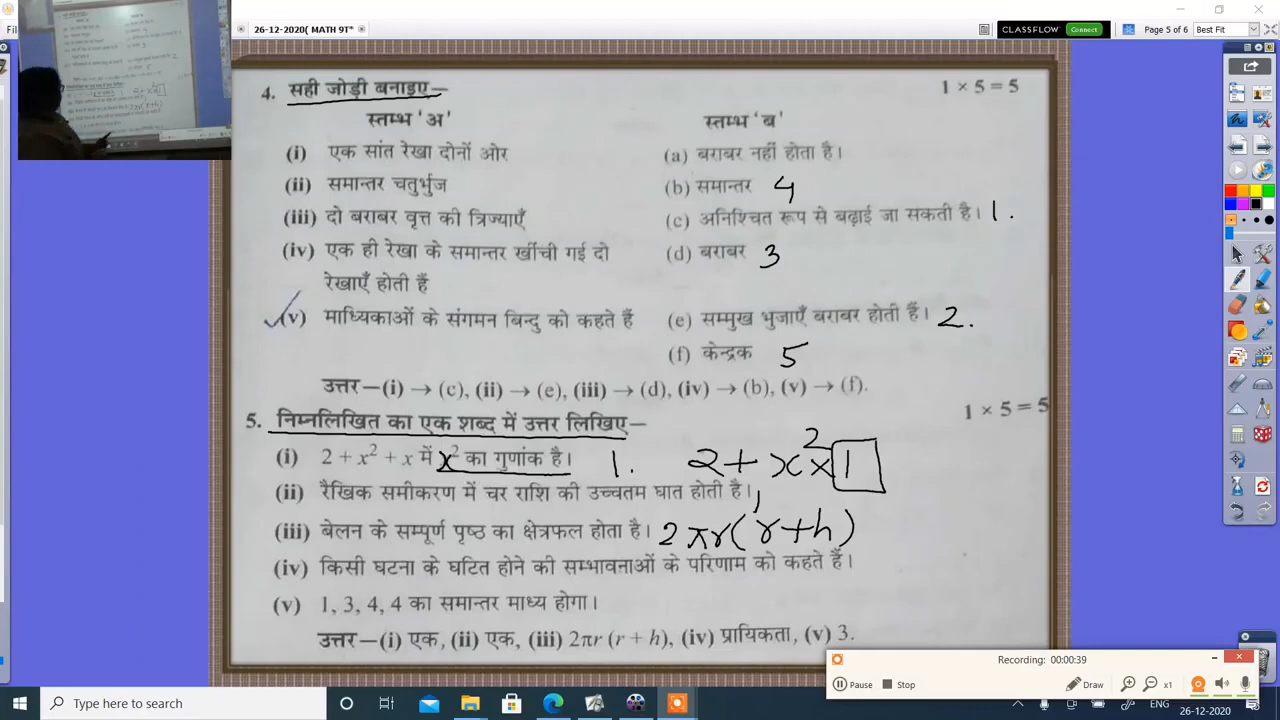 26-12-2020( MATH 9T*
CLASSFLOW Connect
Page 5 of 6
Best Fit
4. सही जोड़ी बनाइए– 1 × 5 = 5
स्तम्भ 'अ' स्तम्भ 'ब'
(i) एक सांत रेखा दोनों ओर (a) बराबर नहीं होता है।
(ii) समान्तर चतुर्भुज (b) समान्तर 4
(iii) दो बराबर वृत्त की त्रिज्याएँ (c) अनिश्चित रूप से बढ़ाई जा सकती है। 1.
(iv) एक ही रेखा के समान्तर खींची गई दो (d) बराबर 3
रेखाएँ होती हैं
(v) माध्यिकाओं के संगमन बिन्दु को कहते हैं (e) सम्मुख भुजाएँ बराबर होती हैं। 2.
(f) केन्द्रक 5
उत्तर–(i) → (c), (ii) → (e), (iii) → (d), (iv) → (b), (v) → (f).
5. निम्नलिखित का एक शब्द में उत्तर लिखिए– 1 × 5 = 5
(i) 2 + x² + x में x² का गुणांक है। 1. 2 + x² × 1
(ii) रैखिक समीकरण में चर राशि की उच्चतम घात होती है। 1
(iii) बेलन के सम्पूर्ण पृष्ठ का क्षेत्रफल होता है। 2πr(r+h)
(iv) किसी घटना के घटित होने की सम्भावनाओं के परिणाम को कहते हैं।
(v) 1, 3, 4, 4 का समान्तर माध्य होगा।
उत्तर–(i) एक, (ii) एक, (iii) 2πr (r + h), (iv) प्रायिकता, (v) 3.
Recording: 00:00:39
Pause Stop Draw x1
Type here to search
ENG
26-12-2020